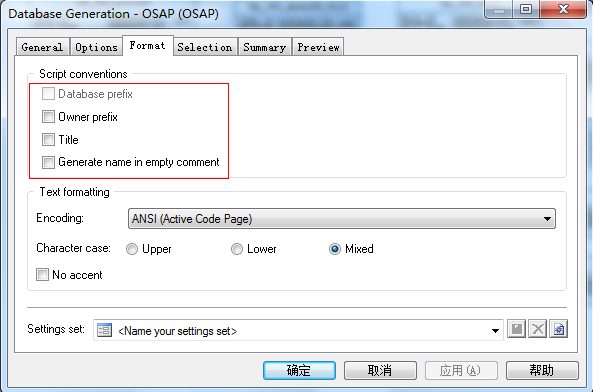 Database Generation - OSAP (OSAP)
General Options Format Selection Summary Preview
Script conventions
Database prefix
Owner prefix
Title
Generate name in empty comment
Text formatting
Encoding: ANSI (Active Code Page)
Character case: Upper Lower Mixed
No accent
Settings set: <Name your settings set>
确定 取消 应用(A) 帮助